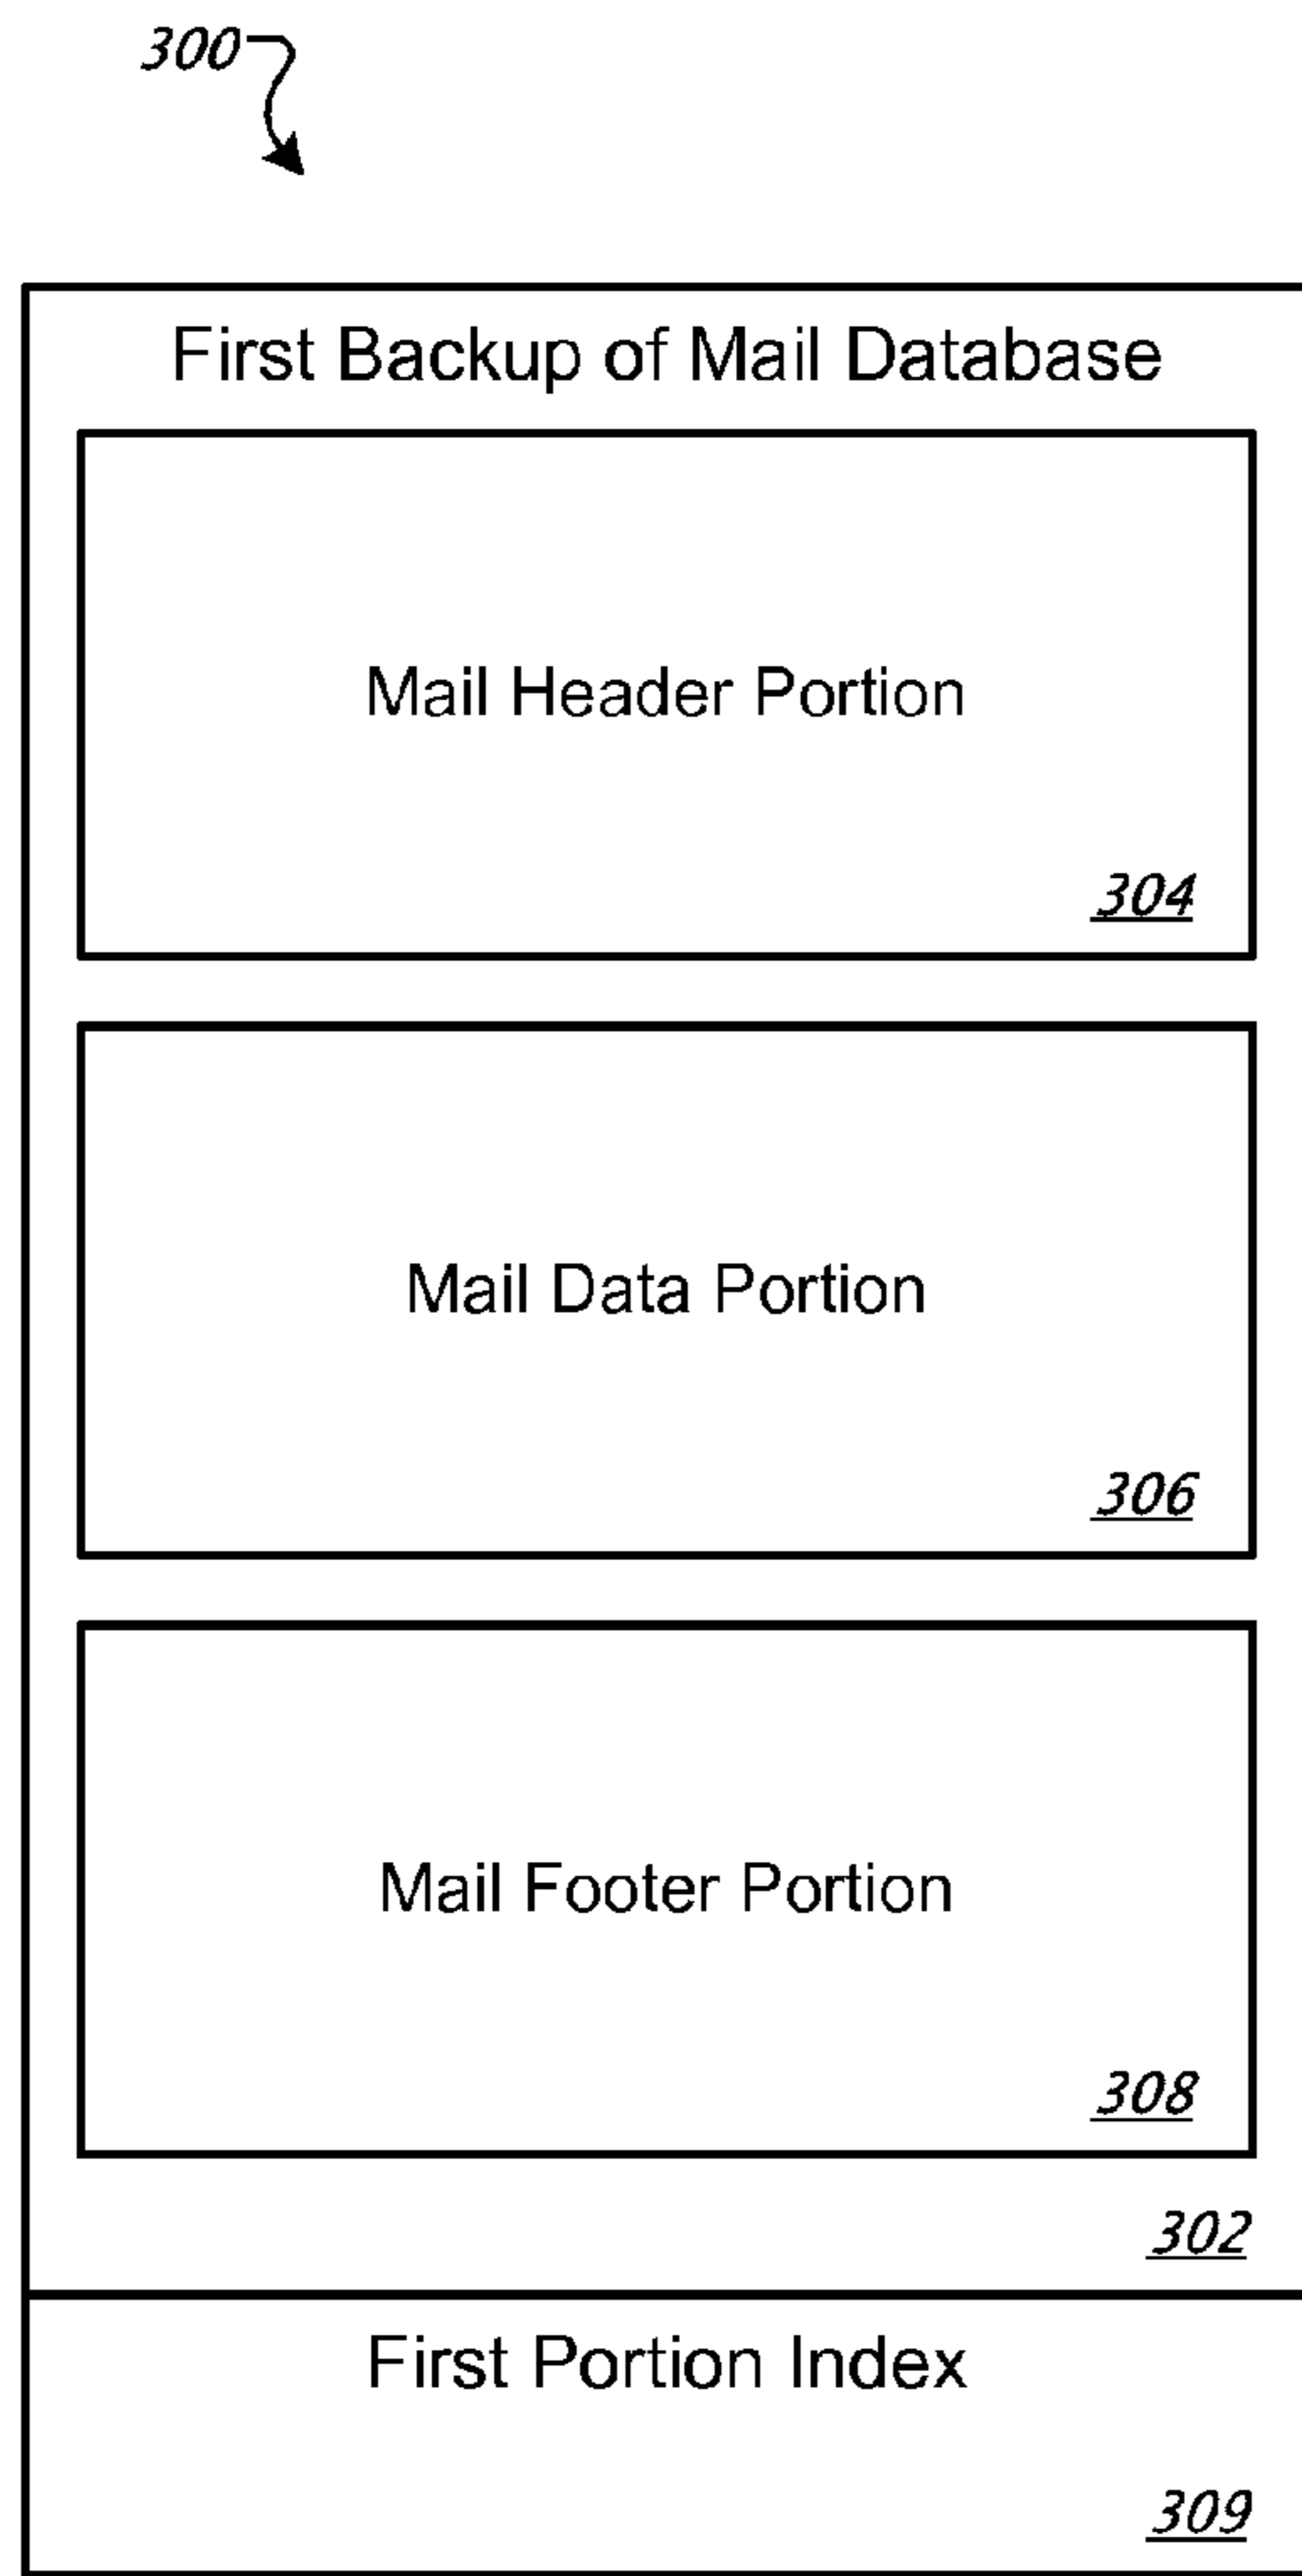 300
First Backup of Mail Database
Mail Header Portion
304
Mail Data Portion
306
Mail Footer Portion
308
302
First Portion Index
309